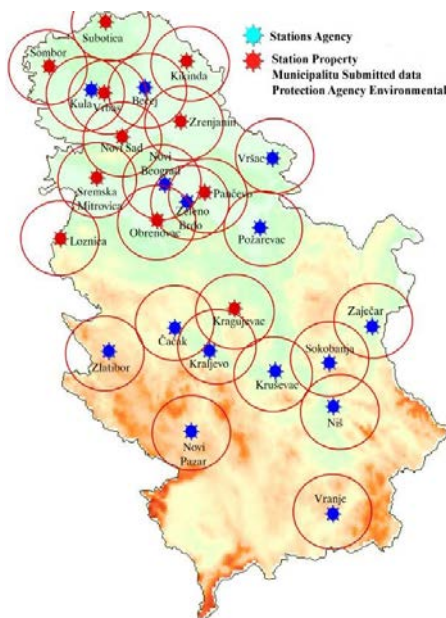 Stations Agency
Station Property
Municipalitu Submitted data
Protection Agency Environmental
Subotica
Sombor
Kikinda
Kula
Vrbas
Bečej
Zrenjanin
Novi Sad
Novi
Beograd
Vršac
Sremska
Mitrovica
Pančevo
Zeleno
Brdo
Obrenovac
Požarevac
Loznica
Kragujevac
Zaječar
Čačak
Sokobanja
Zlatibor
Kraljevo
Kruševac
Niš
Novi
Pazar
Vranje